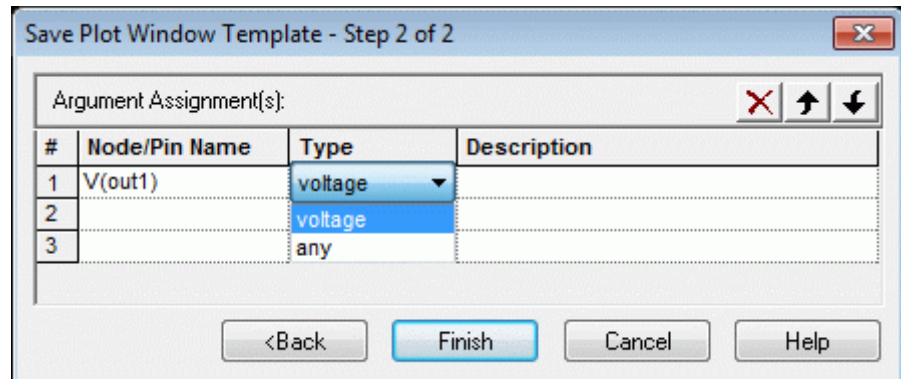 Save Plot Window Template - Step 2 of 2
Argument Assignment(s):
# Node/Pin Name Type Description
1 V(out1) voltage
2 voltage
3 any
<Back Finish Cancel Help